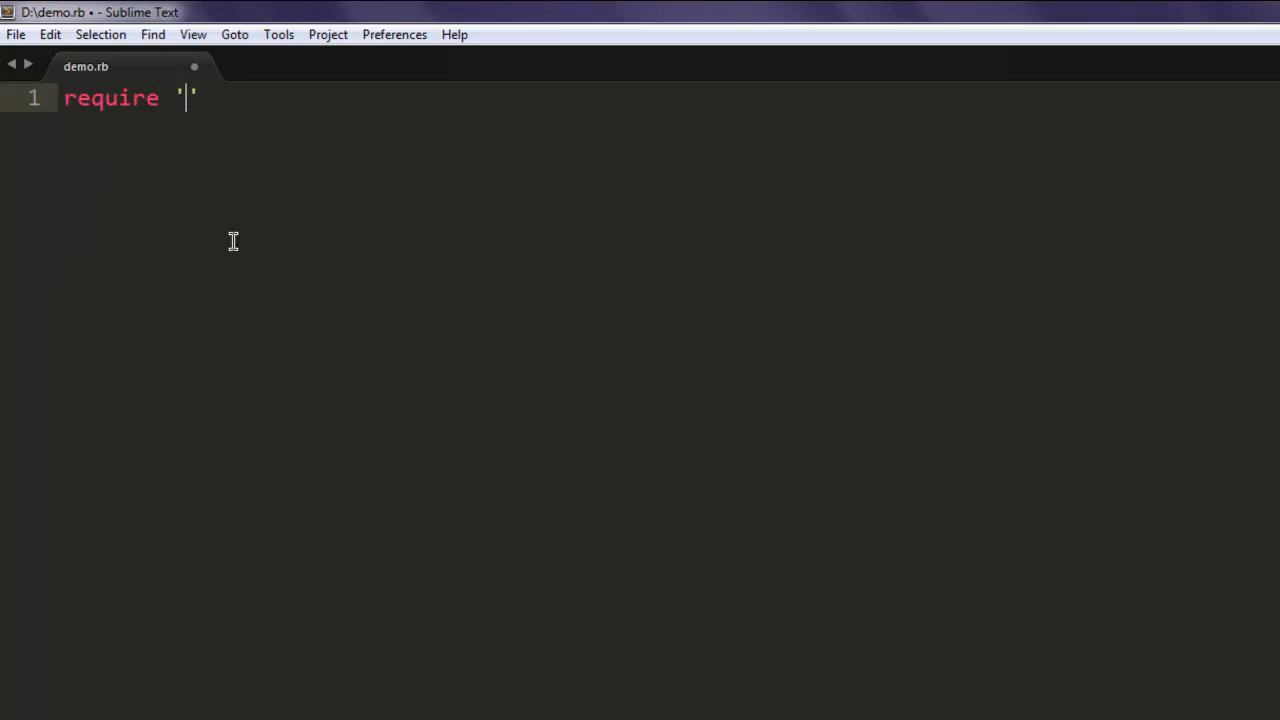 D:\demo.rb • - Sublime Text
File Edit Selection Find View Goto Tools Project Preferences Help
demo.rb
1 require ''